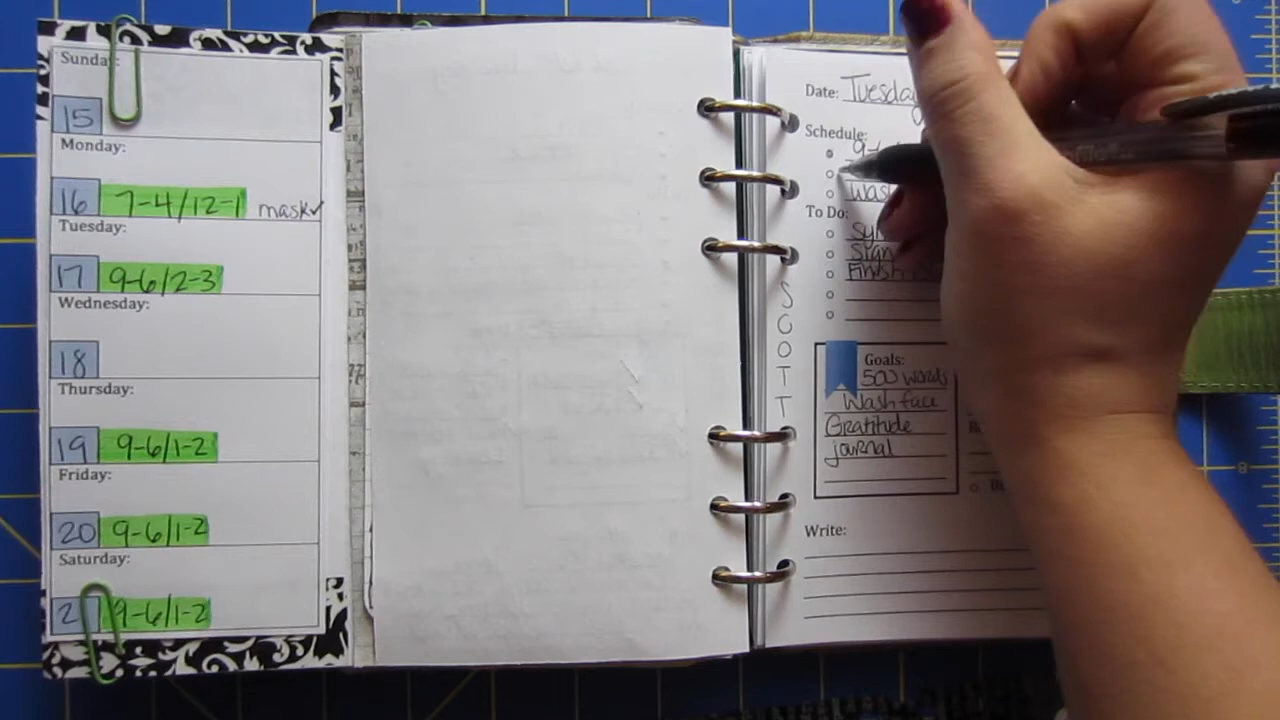 Sunday:
15
Monday:
16 7-4/12-1 mask✓
Tuesday:
17 9-6/2-3
Wednesday:
18
Thursday:
19 9-6/1-2
Friday:
20 9-6/1-2
Saturday:
9-6/1-2
Date: Tuesday
Schedule:
To Do:
Finish
SCOTT
Goals:
500 words
Wash face
Gratitude
journal
Write: